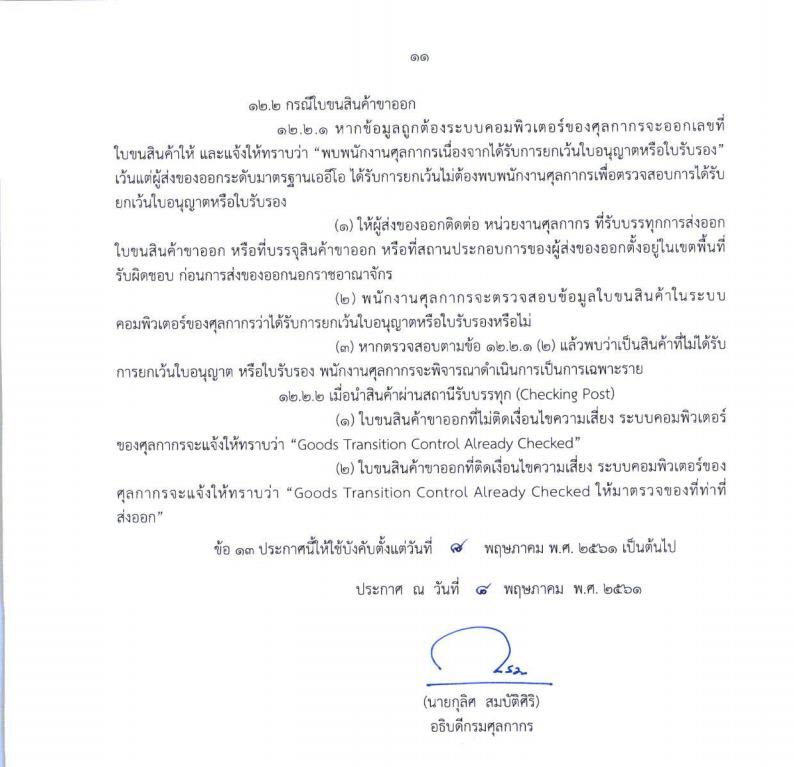 ๑๑
๑๒.๒ กรณีใบขนสินค้าขาออก
๑๒.๒.๑ หากข้อมูลถูกต้องระบบคอมพิวเตอร์ของศุลกากรจะออกเลขที่
ใบขนสินค้าให้ และแจ้งให้ทราบว่า “พบพนักงานศุลกากรเนื่องจากได้รับการยกเว้นใบอนุญาตหรือใบรับรอง”
เว้นแต่ผู้ส่งของออกระดับมาตรฐานเออีโอ ได้รับการยกเว้นไม่ต้องพบพนักงานศุลกากรเพื่อตรวจสอบการได้รับ
ยกเว้นใบอนุญาตหรือใบรับรอง
(๑) ให้ผู้ส่งของออกติดต่อ หน่วยงานศุลกากร ที่รับบรรทุกการส่งออก
ใบขนสินค้าขาออก หรือที่บรรจุสินค้าขาออก หรือที่สถานประกอบการของผู้ส่งของออกตั้งอยู่ในเขตพื้นที่
รับผิดชอบ ก่อนการส่งของออกนอกราชอาณาจักร
(๒) พนักงานศุลกากรจะตรวจสอบข้อมูลใบขนสินค้าในระบบ
คอมพิวเตอร์ของศุลกากรว่าได้รับการยกเว้นใบอนุญาตหรือใบรับรองหรือไม่
(๓) หากตรวจสอบตามข้อ ๑๒.๒.๑ (๒) แล้วพบว่าเป็นสินค้าที่ไม่ได้รับ
การยกเว้นใบอนุญาต หรือใบรับรอง พนักงานศุลกากรจะพิจารณาดำเนินการเป็นการเฉพาะราย
๑๒.๒.๒ เมื่อนำสินค้าผ่านสถานีรับบรรทุก (Checking Post)
(๑) ใบขนสินค้าขาออกที่ไม่ติดเงื่อนไขความเสี่ยง ระบบคอมพิวเตอร์
ของศุลกากรจะแจ้งให้ทราบว่า “Goods Transition Control Already Checked”
(๒) ใบขนสินค้าขาออกที่ติดเงื่อนไขความเสี่ยง ระบบคอมพิวเตอร์ของ
ศุลกากรจะแจ้งให้ทราบว่า “Goods Transition Control Already Checked ให้มาตรวจของที่ท่าที่
ส่งออก”
ข้อ ๑๓ ประกาศนี้ให้ใช้บังคับตั้งแต่วันที่ ๘ พฤษภาคม พ.ศ. ๒๕๖๑ เป็นต้นไป
ประกาศ ณ วันที่ ๘ พฤษภาคม พ.ศ. ๒๕๖๑
(นายกุลิศ สมบัติศิริ)
อธิบดีกรมศุลกากร